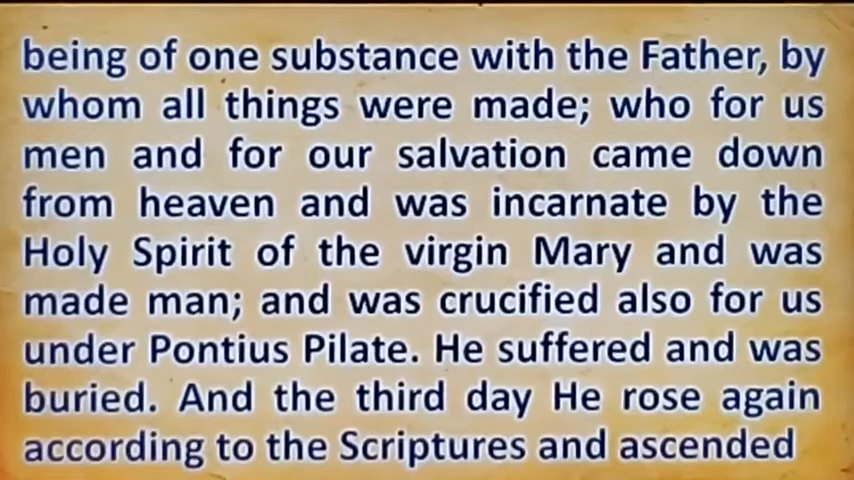 being of one substance with the Father, by
whom all things were made; who for us
men and for our salvation came down
from heaven and was incarnate by the
Holy Spirit of the virgin Mary and was
made man; and was crucified also for us
under Pontius Pilate. He suffered and was
buried. And the third day He rose again
according to the Scriptures and ascended